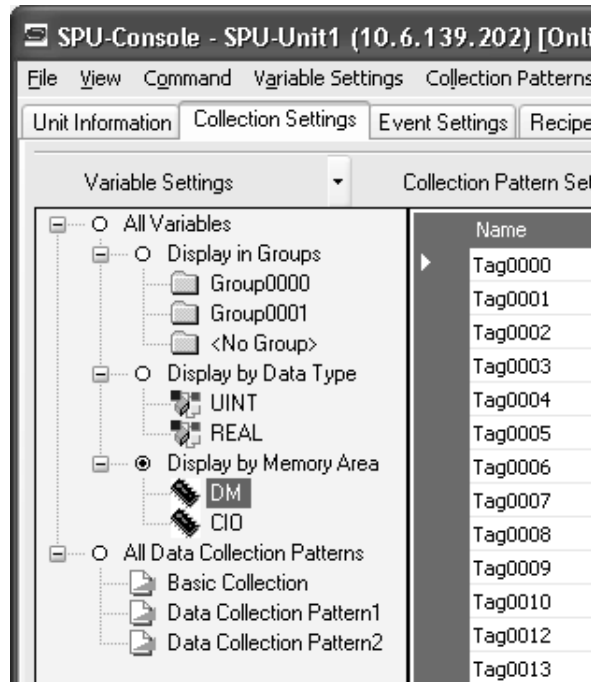 SPU-Console - SPU-Unit1 (10.6.139.202) [Onli
File View Command Variable Settings Collection Patterns
Unit Information Collection Settings Event Settings Recipe
Variable Settings Collection Pattern Set
All Variables
Display in Groups
Group0000
Group0001
<No Group>
Display by Data Type
UINT
REAL
Display by Memory Area
DM
CIO
All Data Collection Patterns
Basic Collection
Data Collection Pattern1
Data Collection Pattern2
Name
Tag0000
Tag0001
Tag0002
Tag0003
Tag0004
Tag0005
Tag0006
Tag0007
Tag0008
Tag0009
Tag0010
Tag0012
Tag0013